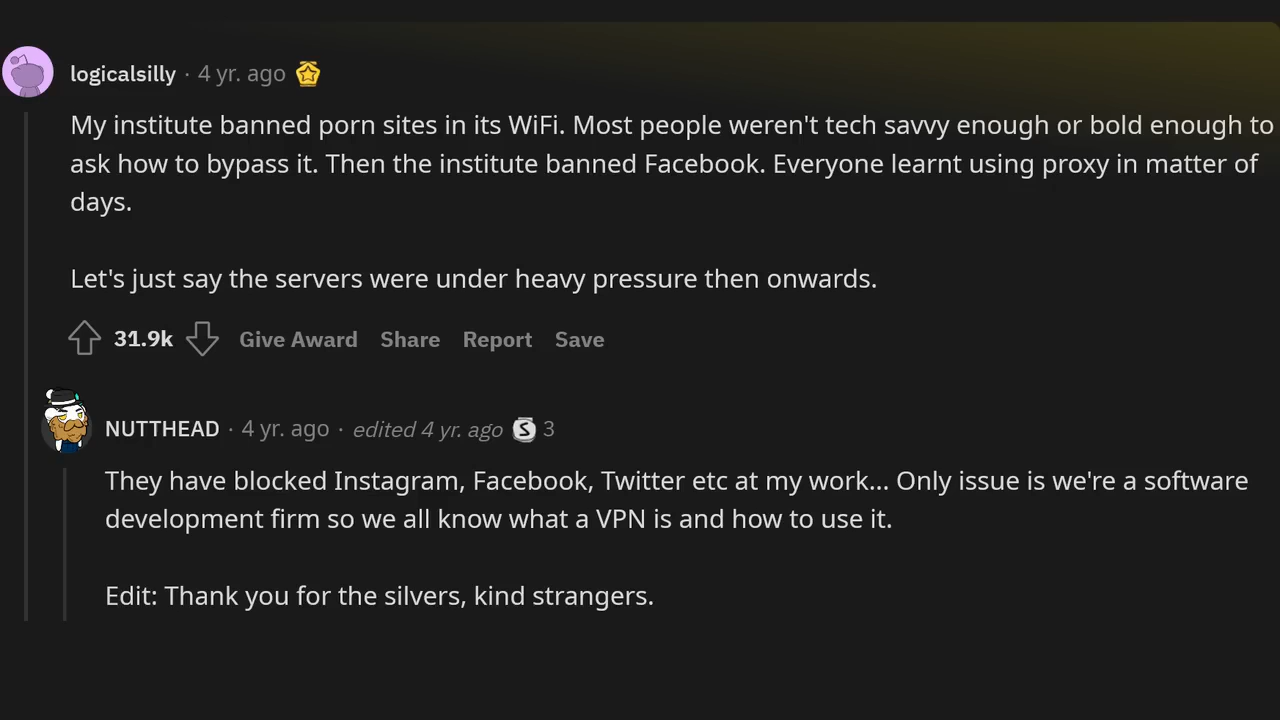 logicalsilly · 4 yr. ago
My institute banned porn sites in its WiFi. Most people weren't tech savvy enough or bold enough to
ask how to bypass it. Then the institute banned Facebook. Everyone learnt using proxy in matter of
days.
Let's just say the servers were under heavy pressure then onwards.
31.9k Give Award Share Report Save
NUTTHEAD · 4 yr. ago · edited 4 yr. ago S 3
They have blocked Instagram, Facebook, Twitter etc at my work... Only issue is we're a software
development firm so we all know what a VPN is and how to use it.
Edit: Thank you for the silvers, kind strangers.